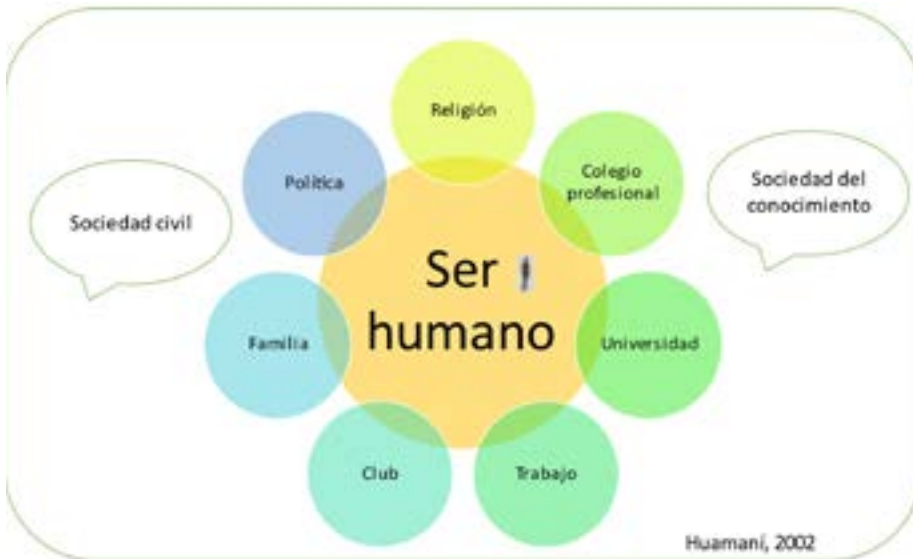 Religión
Política
Colegio
profesional
Sociedad civil
Sociedad del
conocimiento
Ser
humano
Familia
Universidad
Club
Trabajo
Huamaní, 2002